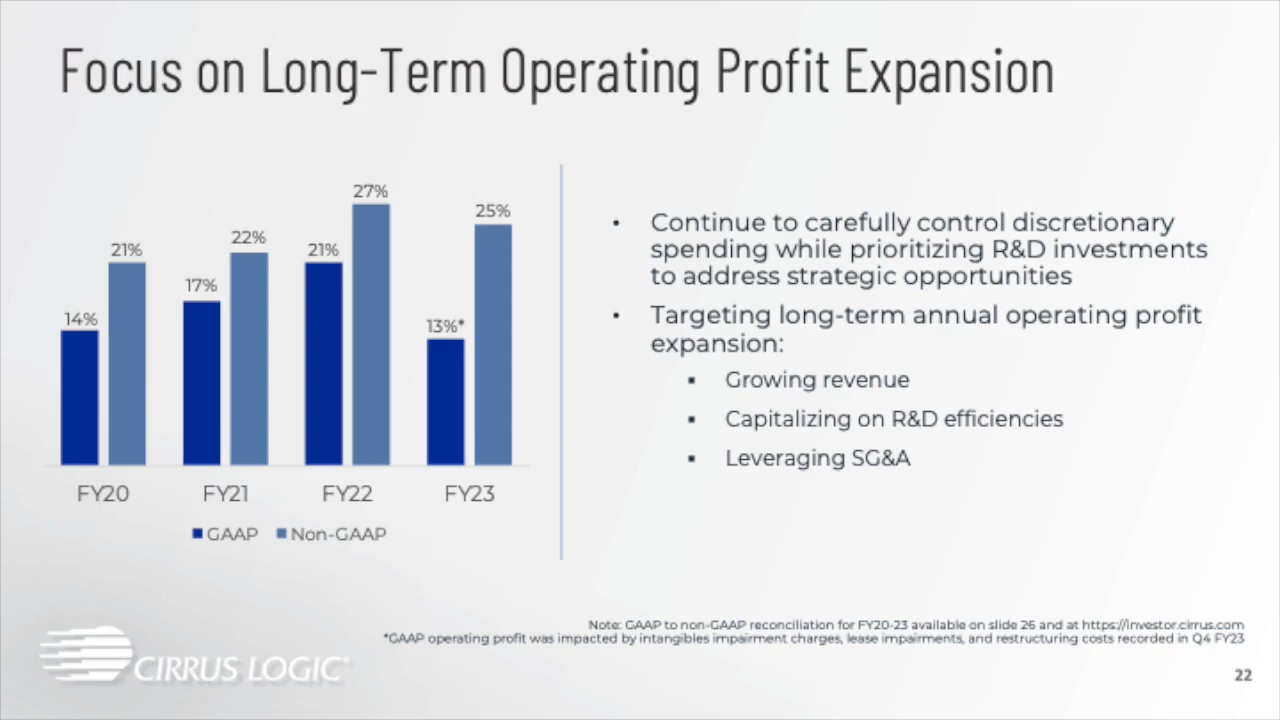 Focus on Long-Term Operating Profit Expansion
27%
25%
21%
22%
21%
17%
14%
13%*
FY20
FY21
FY22
FY23
GAAP
Non-GAAP
• Continue to carefully control discretionary
spending while prioritizing R&D investments
to address strategic opportunities
• Targeting long-term annual operating profit
expansion:
▪ Growing revenue
▪ Capitalizing on R&D efficiencies
▪ Leveraging SG&A
Note: GAAP to non-GAAP reconciliation for FY20-23 available on slide 26 and at https://investor.cirrus.com
*GAAP operating profit was impacted by intangibles impairment charges, lease impairments, and restructuring costs recorded in Q4 FY23
CIRRUS LOGIC®
22